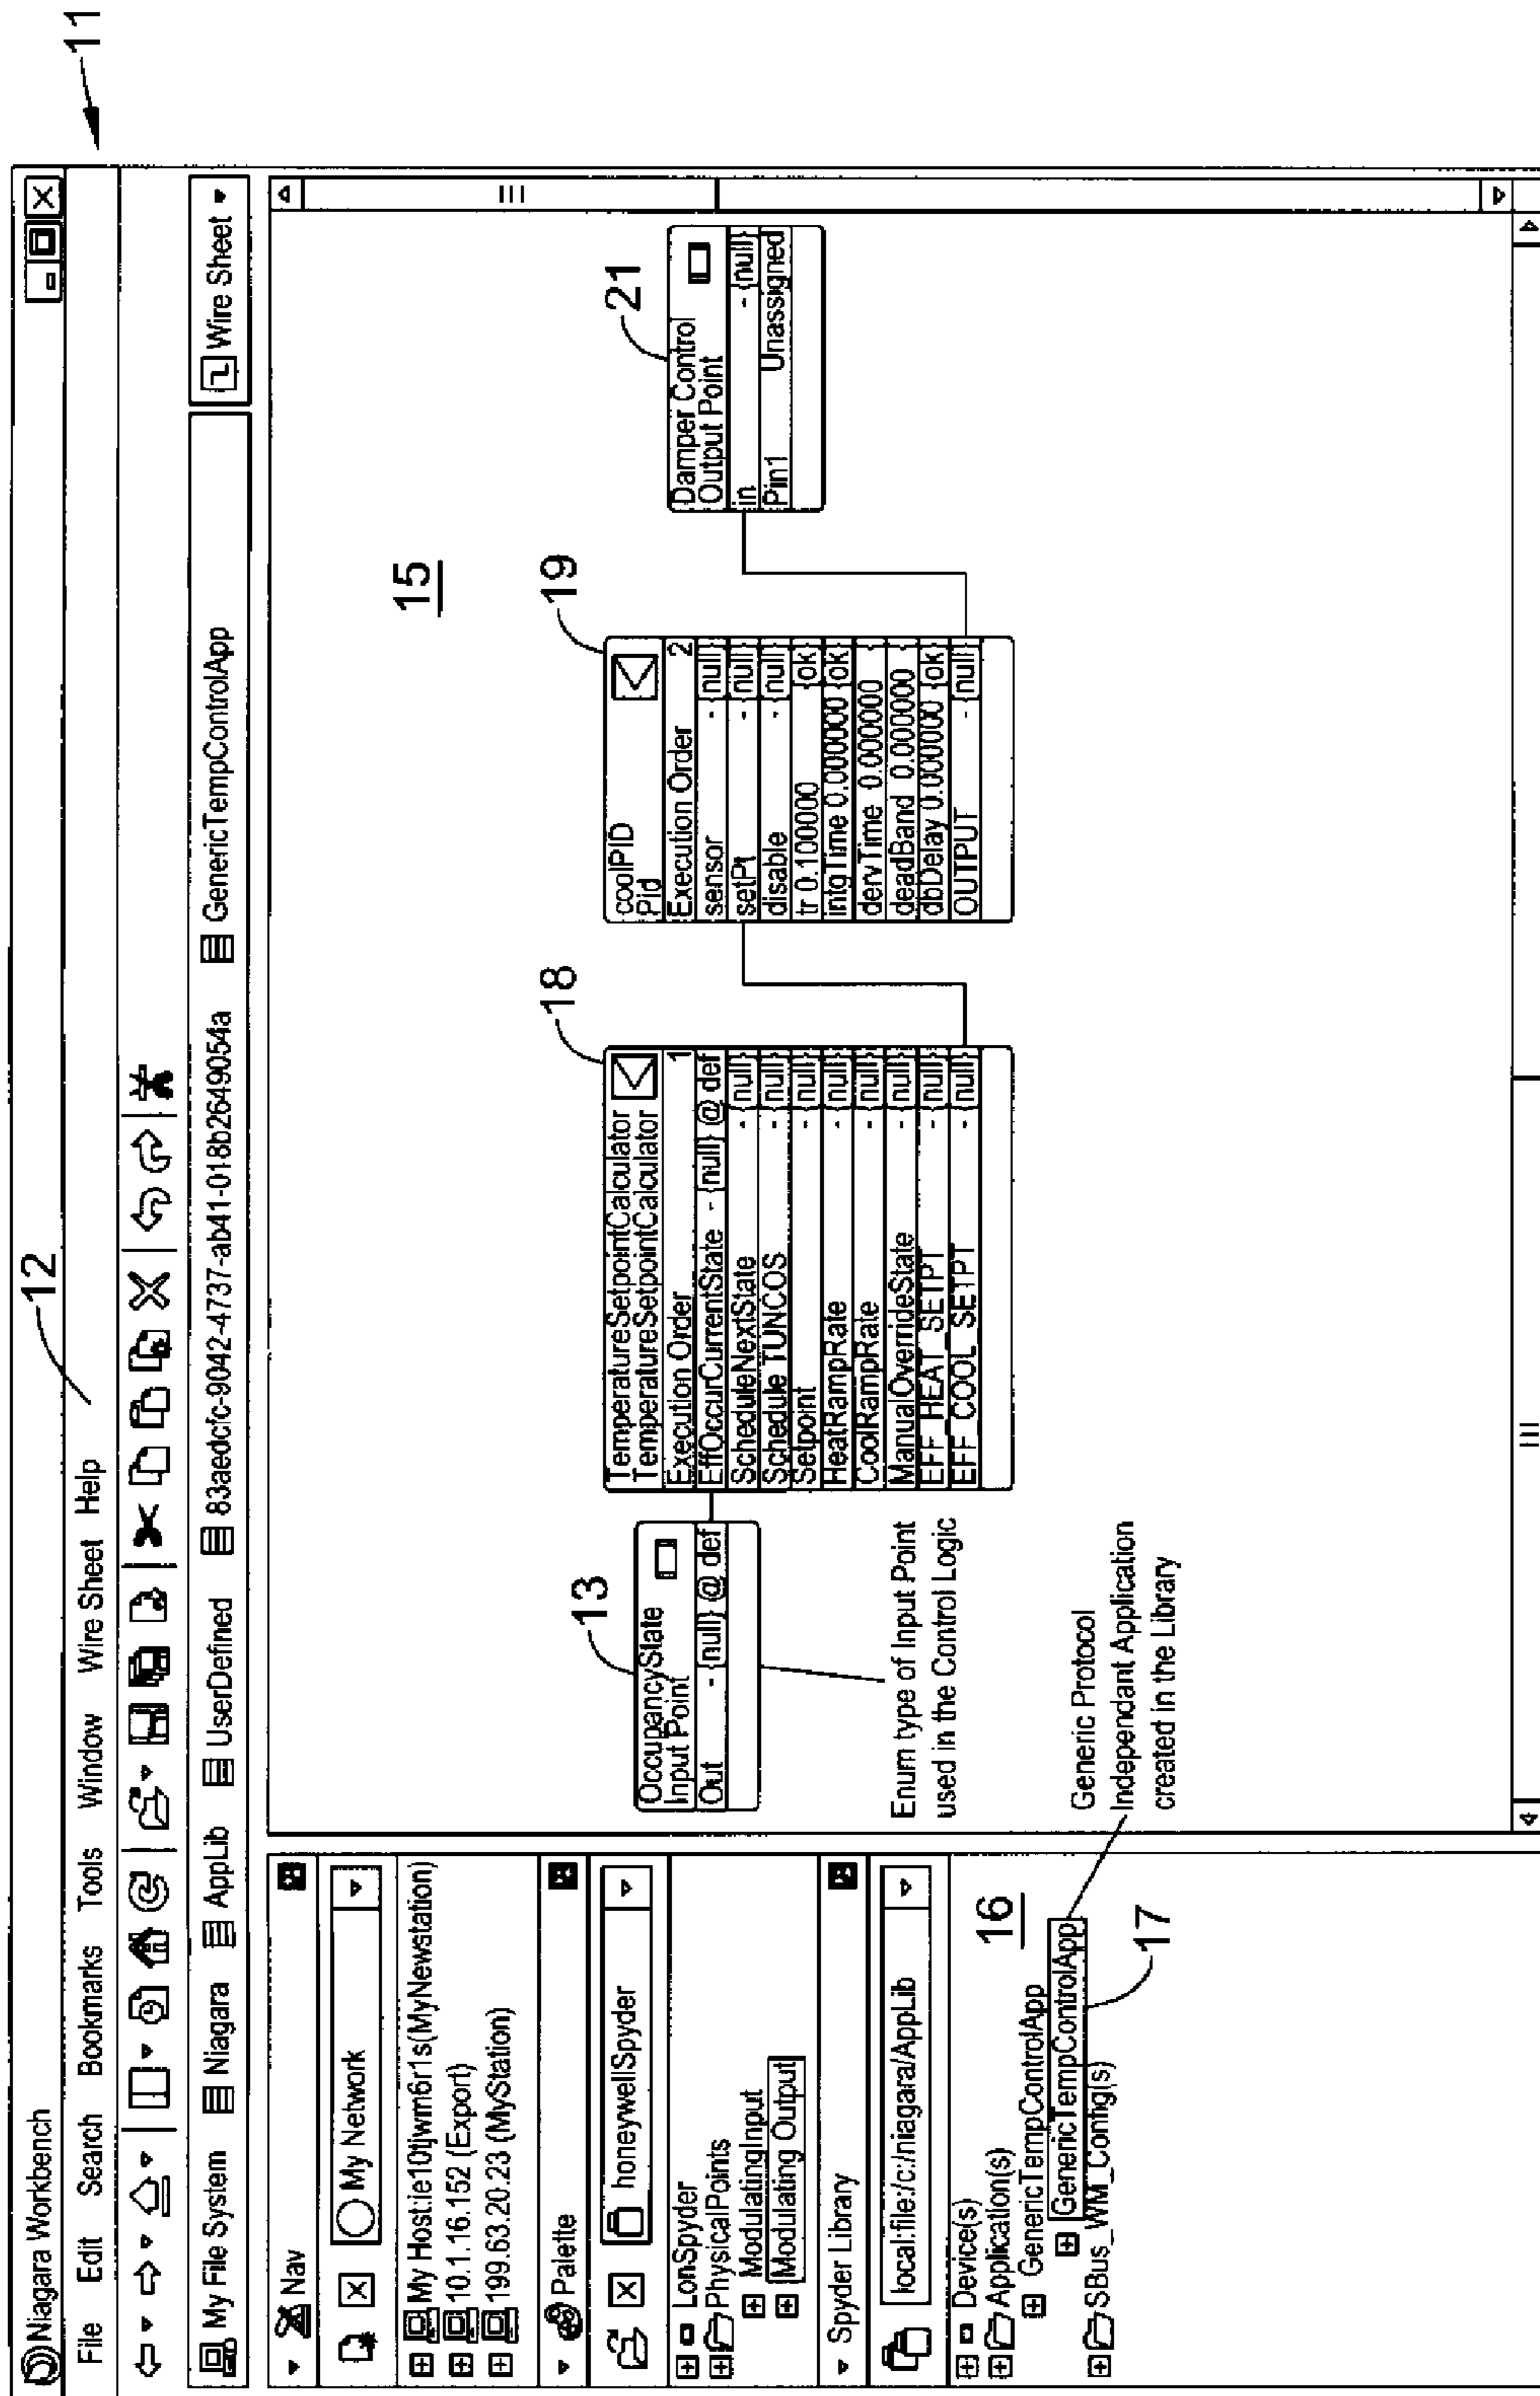 11
Niagara Workbench
12
File Edit Search Bookmarks Tools Window Wire Sheet Help
My File System Niagara AppLib UserDefined 83aedcfc-9042-4737-ab41-018b2649054a GenericTempControlApp Wire Sheet
Nav
My Network
My Host:ie10tjwm6r1s(MyNewstation)
10.1.16.152 (Export)
199.63.20.23 (MyStation)
Palette
honeywellSpyder
LonSpyder
PhysicalPoints
ModulatingInput
Modulating Output
Spyder Library
local:file:/c:/niagara/AppLib
Device(s)
16
Application(s)
GenericTempControlApp
GenericTempControlApp
17
SBus_WM_Config(s)
15
13
OccupancyState
Input Point
Out - {null} @ def
Enum type of Input Point
used in the Control Logic
Generic Protocol
Independant Application
created in the Library
18
TemperatureSetpointCalculator
TemperatureSetpointCalculator
Execution Order 1
EffOccurCurrentState - {null} @ def
ScheduleNextState - {null}
Schedule TUNCOS - {null}
Setpoint - {null}
HeatRampRate - {null}
CoolRampRate - {null}
ManualOverrideState - {null}
EFF_HEAT_SETPT - {null}
EFF_COOL_SETPT - {null}
19
coolPID
Pid
Execution Order 2
sensor - {null}
setPt - {null}
disable - {null}
tr 0.100000 {ok}
intgTime 0.000000 {ok}
dervTime 0.000000
deadBand 0.000000
dbDelay 0.000000 {ok}
OUTPUT - {null}
21
Damper Control
Output Point
in - {null}
Pin1 Unassigned